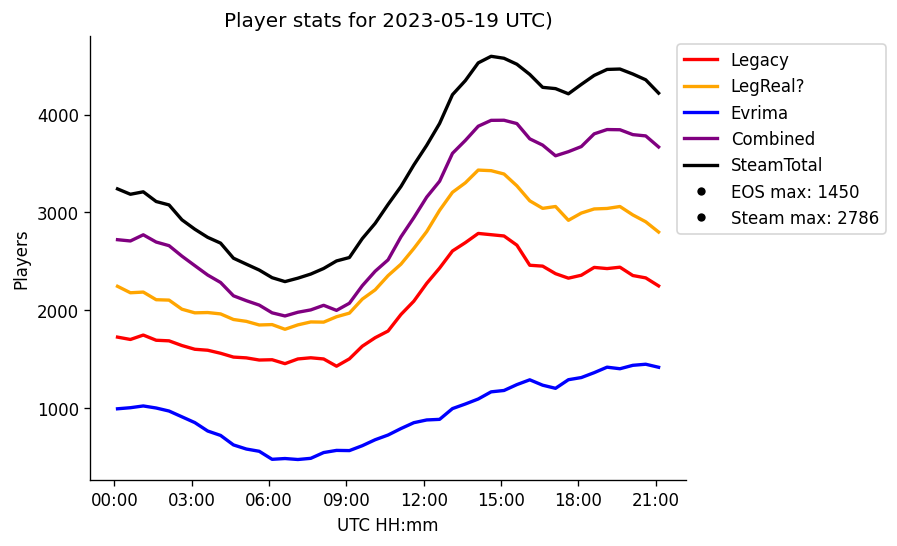 Player stats for 2023-05-19 UTC)
Legacy
LegReal?
Evrima
Combined
SteamTotal
EOS max: 1450
Steam max: 2786
Players
4000
3000
2000
1000
00:00 03:00 06:00 09:00 12:00 15:00 18:00 21:00
UTC HH:mm